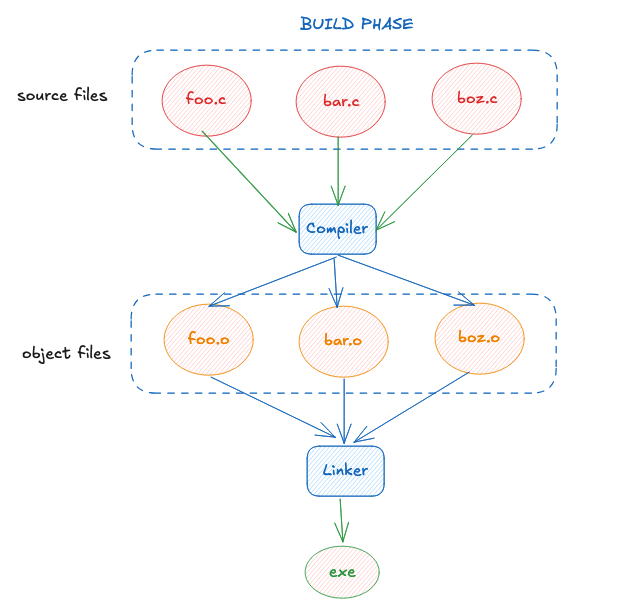 BUILD PHASE
source files
foo.c
bar.c
boz.c
Compiler
object files
foo.o
bar.o
boz.o
Linker
exe